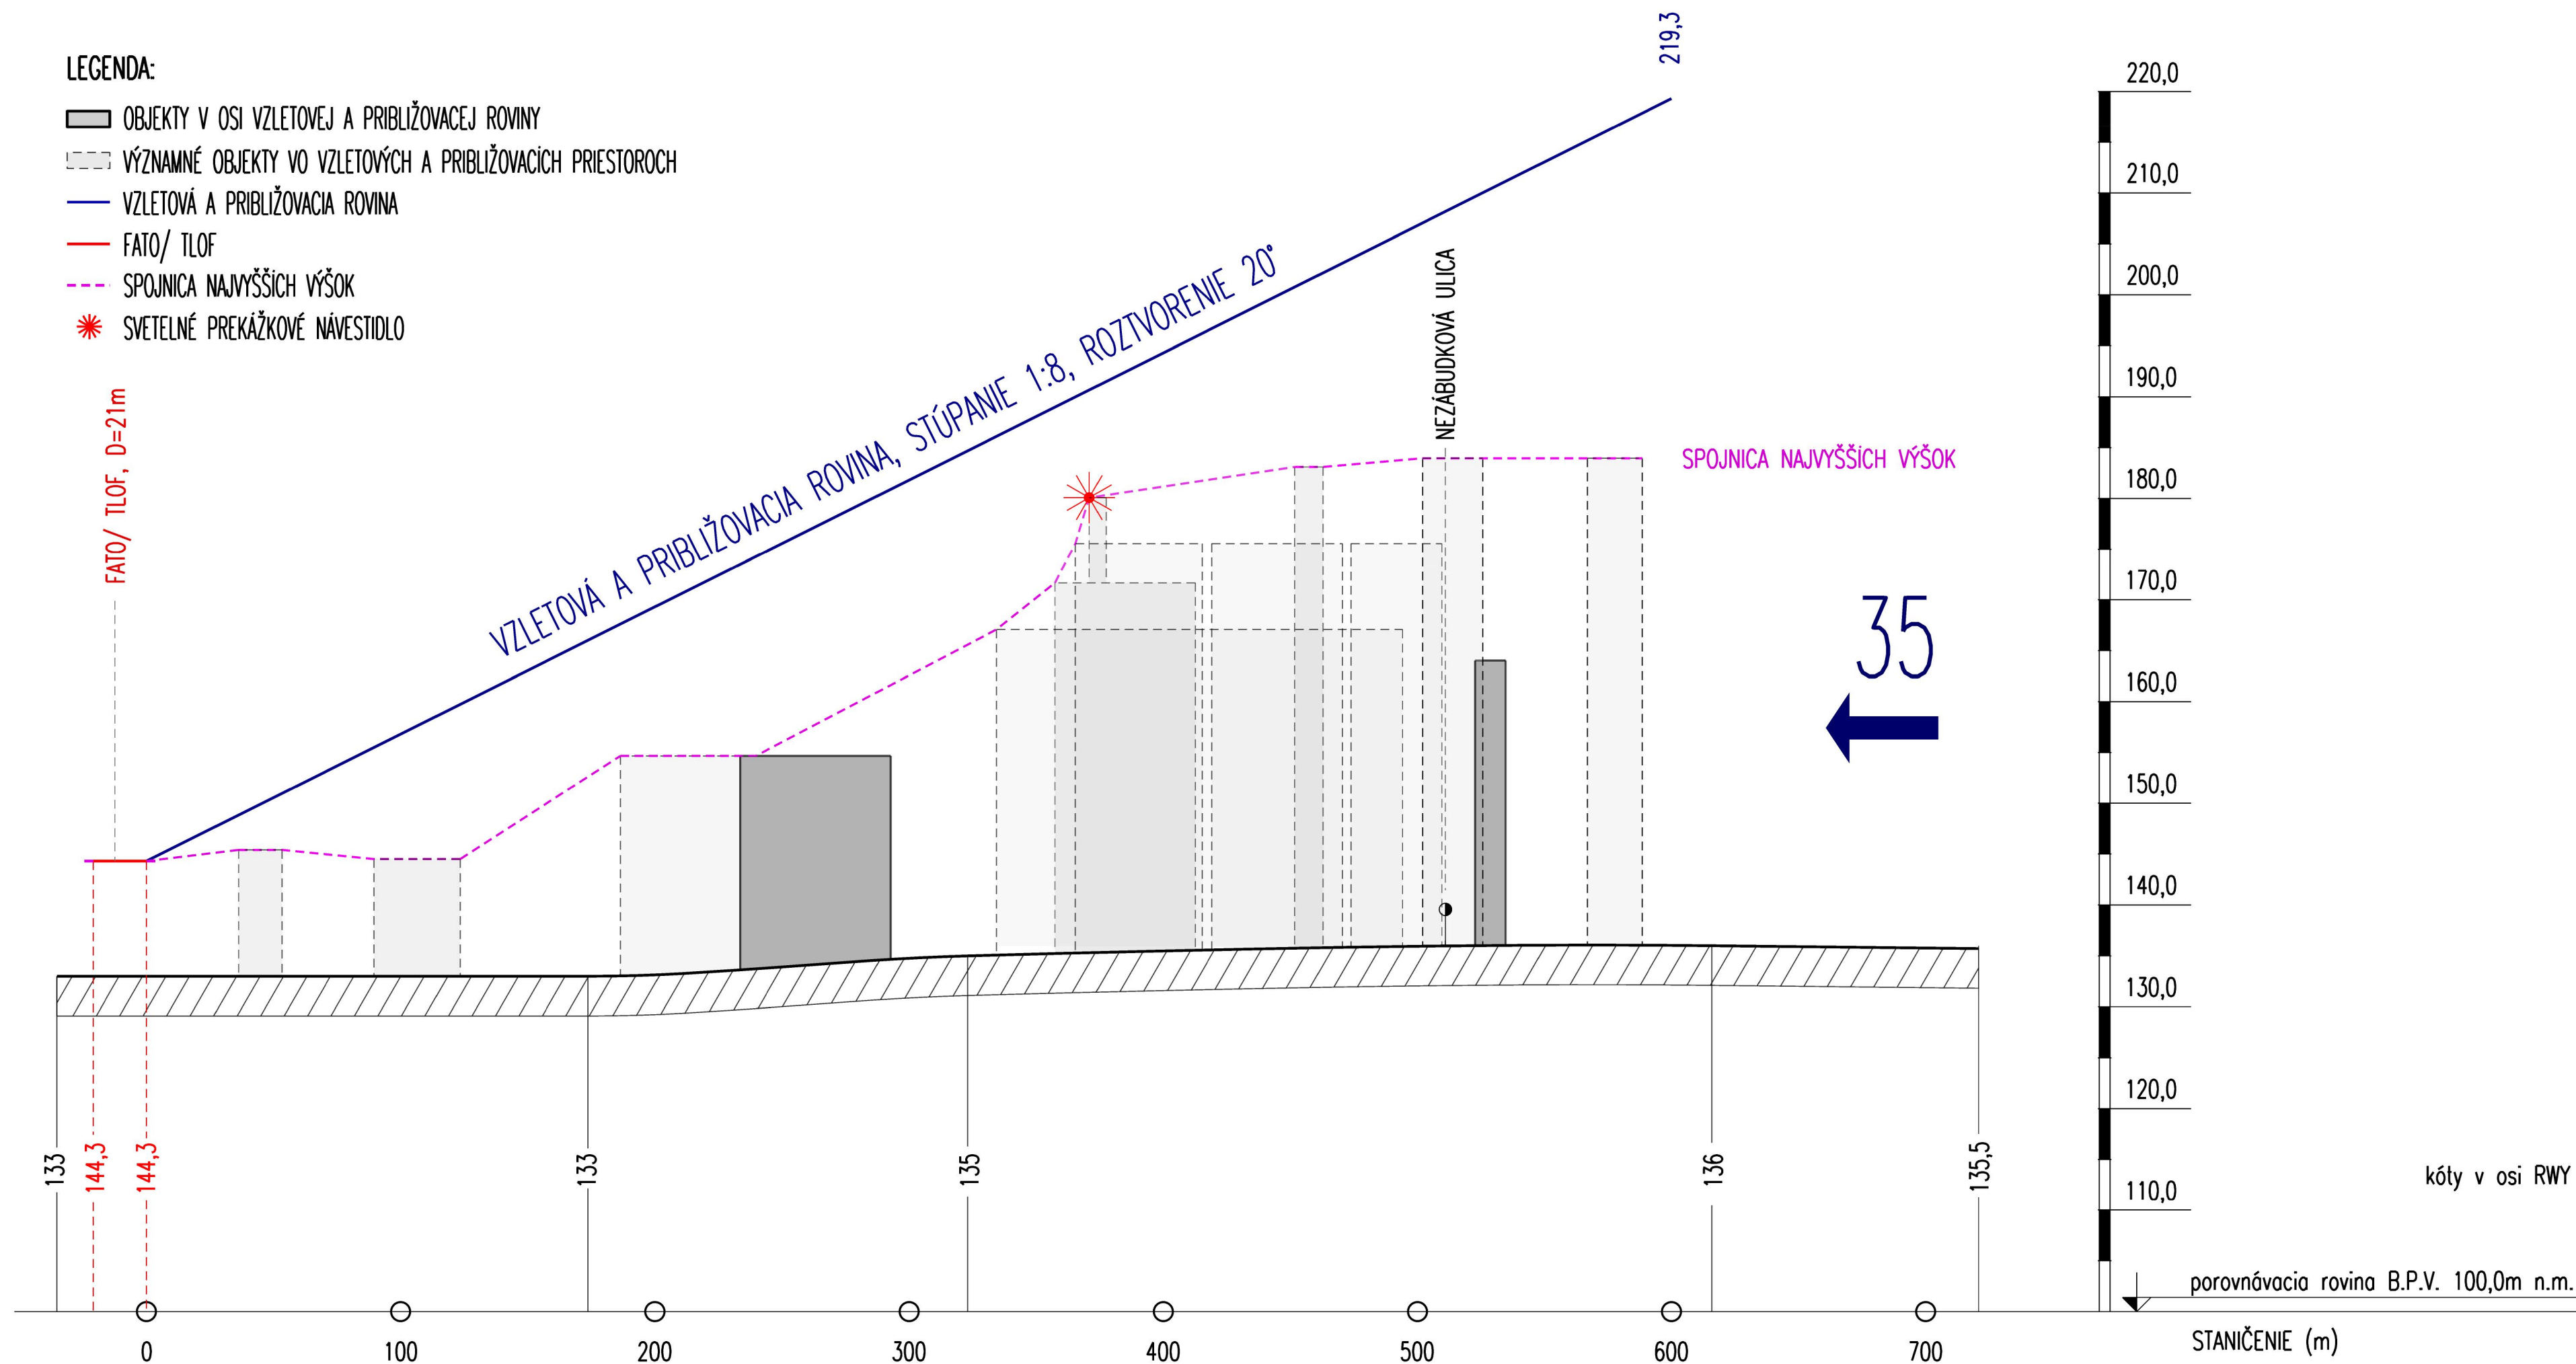 LEGENDA:
OBJEKTY V OSI VZLETOVEJ A PRIBLIŽOVACEJ ROVINY
VÝZNAMNÉ OBJEKTY VO VZLETOVÝCH A PRIBLIŽOVACÍCH PRIESTOROCH
VZLETOVÁ A PRIBLIŽOVACIA ROVINA
FATO/ TLOF
SPOJNICA NAJVYŠŠÍCH VÝŠOK
SVETELNÉ PREKÁŽKOVÉ NÁVESTIDLO
FATO/ TLOF, D=21m
VZLETOVÁ A PRIBLIŽOVACIA ROVINA, STÚPANIE 1:8, ROZTVORENIE 20°
219,3
NEZÁBUDKOVÁ ULICA
SPOJNICA NAJVYŠŠÍCH VÝŠOK
35
220,0
210,0
200,0
190,0
180,0
170,0
160,0
150,0
140,0
130,0
120,0
110,0
133
144,3
144,3
133
135
136
135,5
kóty v osi RWY
porovnávacia rovina B.P.V. 100,0m n.m.
0 100 200 300 400 500 600 700
STANIČENIE (m)